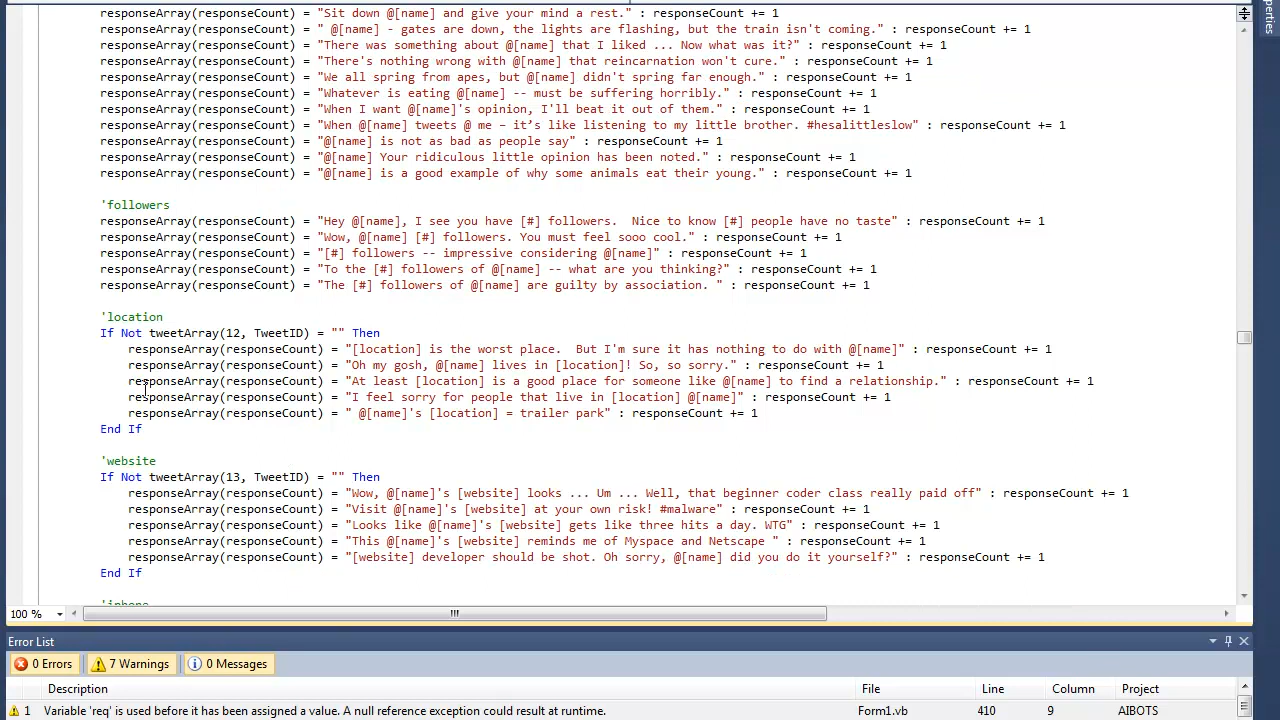 responseArray(responseCount) = "Sit down @[name] and give your mind a rest." : responseCount += 1
responseArray(responseCount) = " @[name] - gates are down, the lights are flashing, but the train isn't coming." : responseCount += 1
responseArray(responseCount) = "There was something about @[name] that I liked ... Now what was it?" : responseCount += 1
responseArray(responseCount) = "There's nothing wrong with @[name] that reincarnation won't cure." : responseCount += 1
responseArray(responseCount) = "We all spring from apes, but @[name] didn't spring far enough." : responseCount += 1
responseArray(responseCount) = "Whatever is eating @[name] -- must be suffering horribly." : responseCount += 1
responseArray(responseCount) = "When I want @[name]'s opinion, I'll beat it out of them." : responseCount += 1
responseArray(responseCount) = "When @[name] tweets @ me – it's like listening to my little brother. #hesalittleslow" : responseCount += 1
responseArray(responseCount) = "@[name] is not as bad as people say" : responseCount += 1
responseArray(responseCount) = "@[name] Your ridiculous little opinion has been noted." : responseCount += 1
responseArray(responseCount) = "@[name] is a good example of why some animals eat their young." : responseCount += 1
'followers
responseArray(responseCount) = "Hey @[name], I see you have [#] followers.  Nice to know [#] people have no taste" : responseCount += 1
responseArray(responseCount) = "Wow, @[name] [#] followers. You must feel sooo cool." : responseCount += 1
responseArray(responseCount) = "[#] followers -- impressive considering @[name]" : responseCount += 1
responseArray(responseCount) = "To the [#] followers of @[name] -- what are you thinking?" : responseCount += 1
responseArray(responseCount) = "The [#] followers of @[name] are guilty by association. " : responseCount += 1
'location
If Not tweetArray(12, TweetID) = "" Then
responseArray(responseCount) = "[location] is the worst place.  But I'm sure it has nothing to do with @[name]" : responseCount += 1
responseArray(responseCount) = "Oh my gosh, @[name] lives in [location]! So, so sorry." : responseCount += 1
responseArray(responseCount) = "At least [location] is a good place for someone like @[name] to find a relationship." : responseCount += 1
responseArray(responseCount) = "I feel sorry for people that live in [location] @[name]" : responseCount += 1
responseArray(responseCount) = " @[name]'s [location] = trailer park" : responseCount += 1
End If
'website
If Not tweetArray(13, TweetID) = "" Then
responseArray(responseCount) = "Wow, @[name]'s [website] looks ... Um ... Well, that beginner coder class really paid off" : responseCount += 1
responseArray(responseCount) = "Visit @[name]'s [website] at your own risk! #malware" : responseCount += 1
responseArray(responseCount) = "Looks like @[name]'s [website] gets like three hits a day. WTG" : responseCount += 1
responseArray(responseCount) = "This @[name]'s [website] reminds me of Myspace and Netscape " : responseCount += 1
responseArray(responseCount) = "[website] developer should be shot. Oh sorry, @[name] did you do it yourself?" : responseCount += 1
End If
'iphone
100 %
Error List
0 Errors 7 Warnings 0 Messages
Description File Line Column Project
1 Variable 'req' is used before it has been assigned a value. A null reference exception could result at runtime. Form1.vb 410 9 AIBOTS